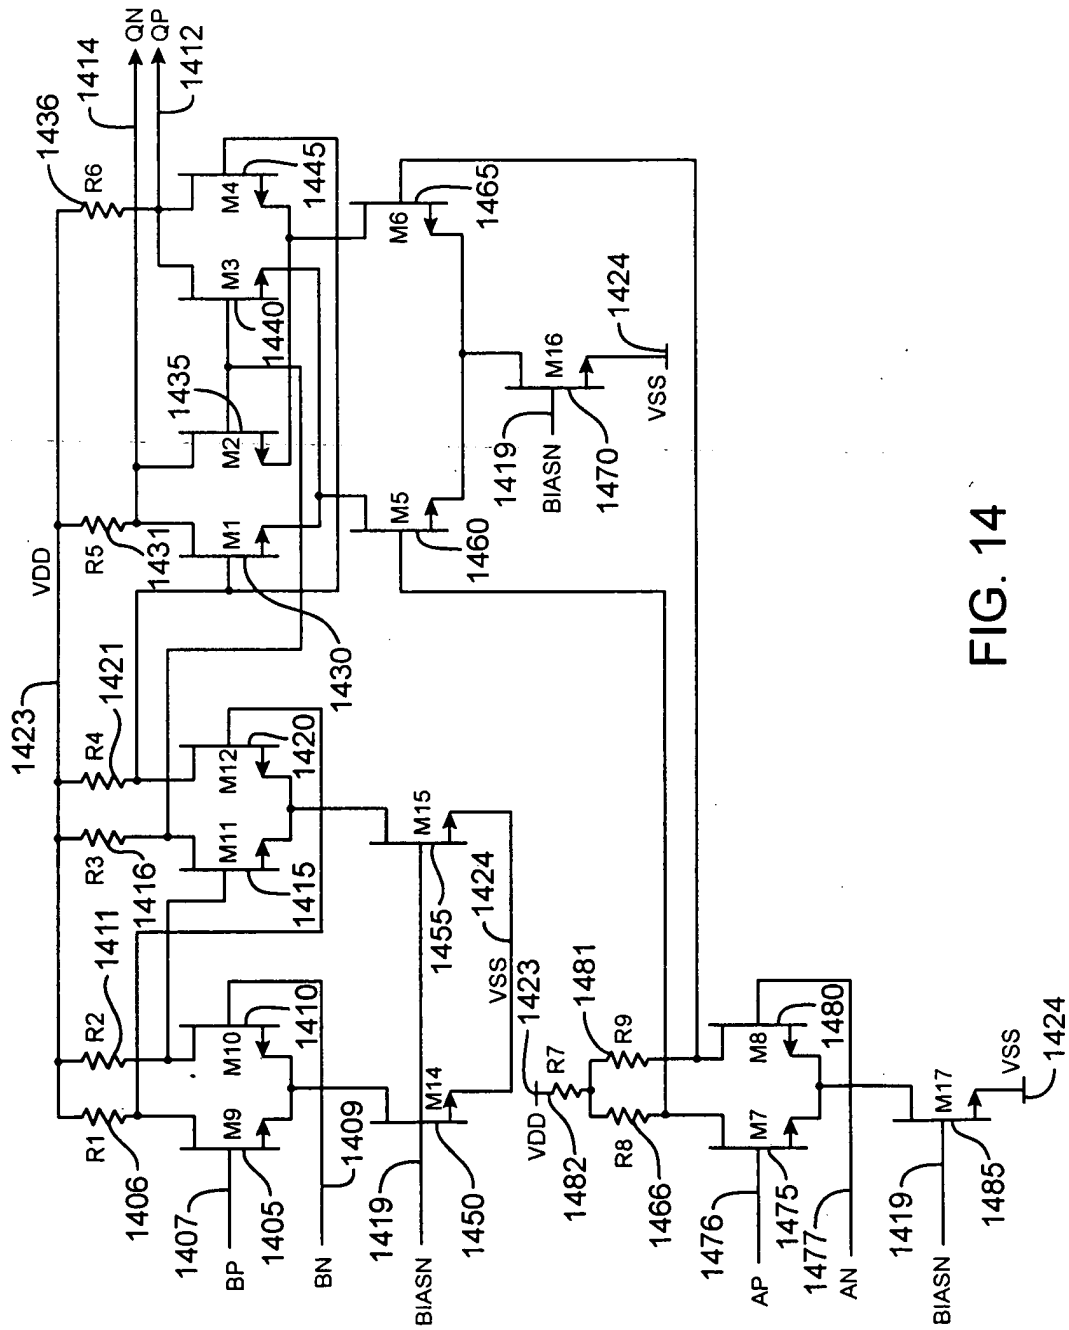 1423
VDD
R1
1406
R2
1411
R3
1416
R4
1421
R5
1431
R6
1436
1414
QN
QP
1412
1407
BP
M9
1405
M10
1410
BN
1409
M11
1415
M12
1420
M1
1430
M2
1435
M3
1440
M4
1445
1419
BIASN
M14
1450
M15
1455
1424
VSS
M5
1460
M6
1465
1419
BIASN
M16
1470
VSS
1424
1423
VDD
1482
R7
R8
1466
R9
1481
1476
AP
M7
1475
M8
1480
1477
AN
1419
BIASN
M17
1485
VSS
1424
FIG. 14